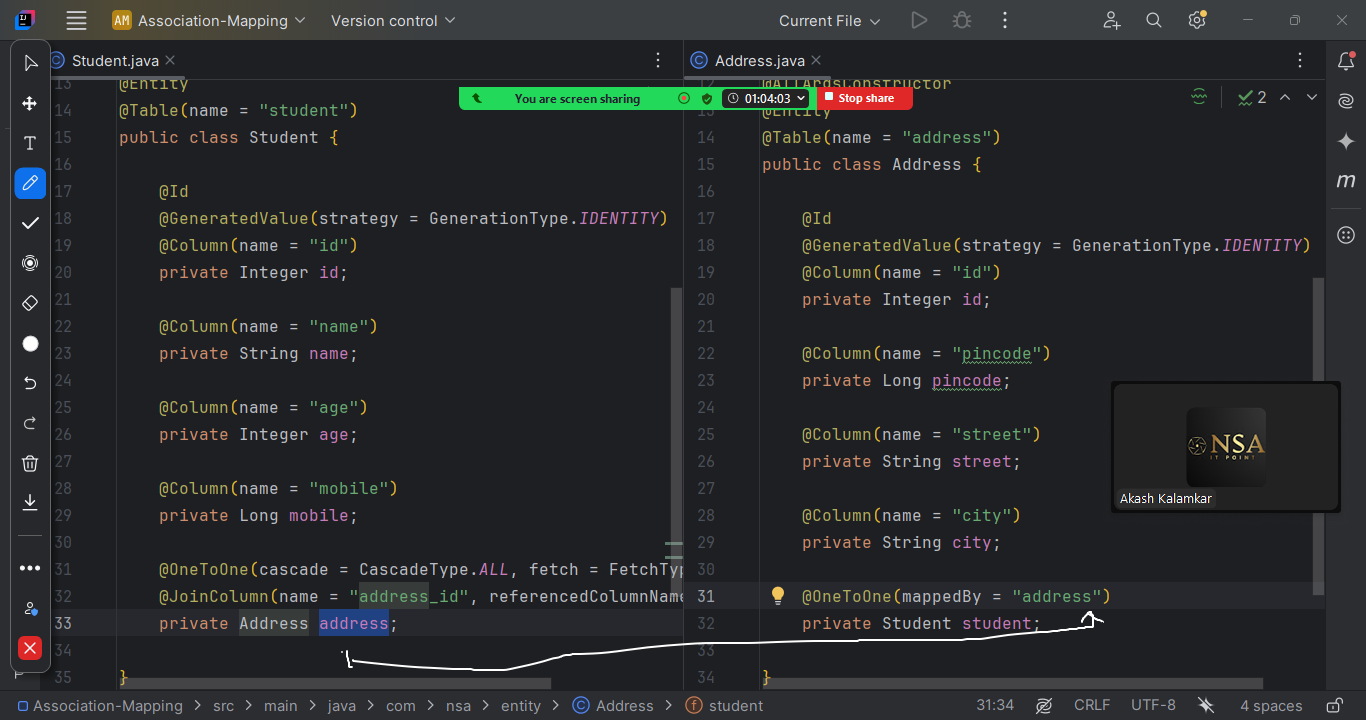 Association-Mapping Version control Current File
AM
Student.java
Address.java
You are screen sharing 01:04:03 Stop share
2
13 @Entity
14 @Table(name = "student")
15 public class Student {
16
17 @Id
18 @GeneratedValue(strategy = GenerationType.IDENTITY)
19 @Column(name = "id")
20 private Integer id;
21
22 @Column(name = "name")
23 private String name;
24
25 @Column(name = "age")
26 private Integer age;
27
28 @Column(name = "mobile")
29 private Long mobile;
30
31 @OneToOne(cascade = CascadeType.ALL, fetch = FetchTyp
32 @JoinColumn(name = "address_id", referencedColumnName
33 private Address address;
34
35 }
12 @AllArgsConstructor
13 @Entity
14 @Table(name = "address")
15 public class Address {
16
17 @Id
18 @GeneratedValue(strategy = GenerationType.IDENTITY)
19 @Column(name = "id")
20 private Integer id;
21
22 @Column(name = "pincode")
23 private Long pincode;
24
25 @Column(name = "street")
26 private String street;
27
28 @Column(name = "city")
29 private String city;
30
31 @OneToOne(mappedBy = "address")
32 private Student student;
33
34 }
NSA
IT POINT
Akash Kalamkar
Association-Mapping > src > main > java > com > nsa > entity > Address > student 31:34 CRLF UTF-8 4 spaces